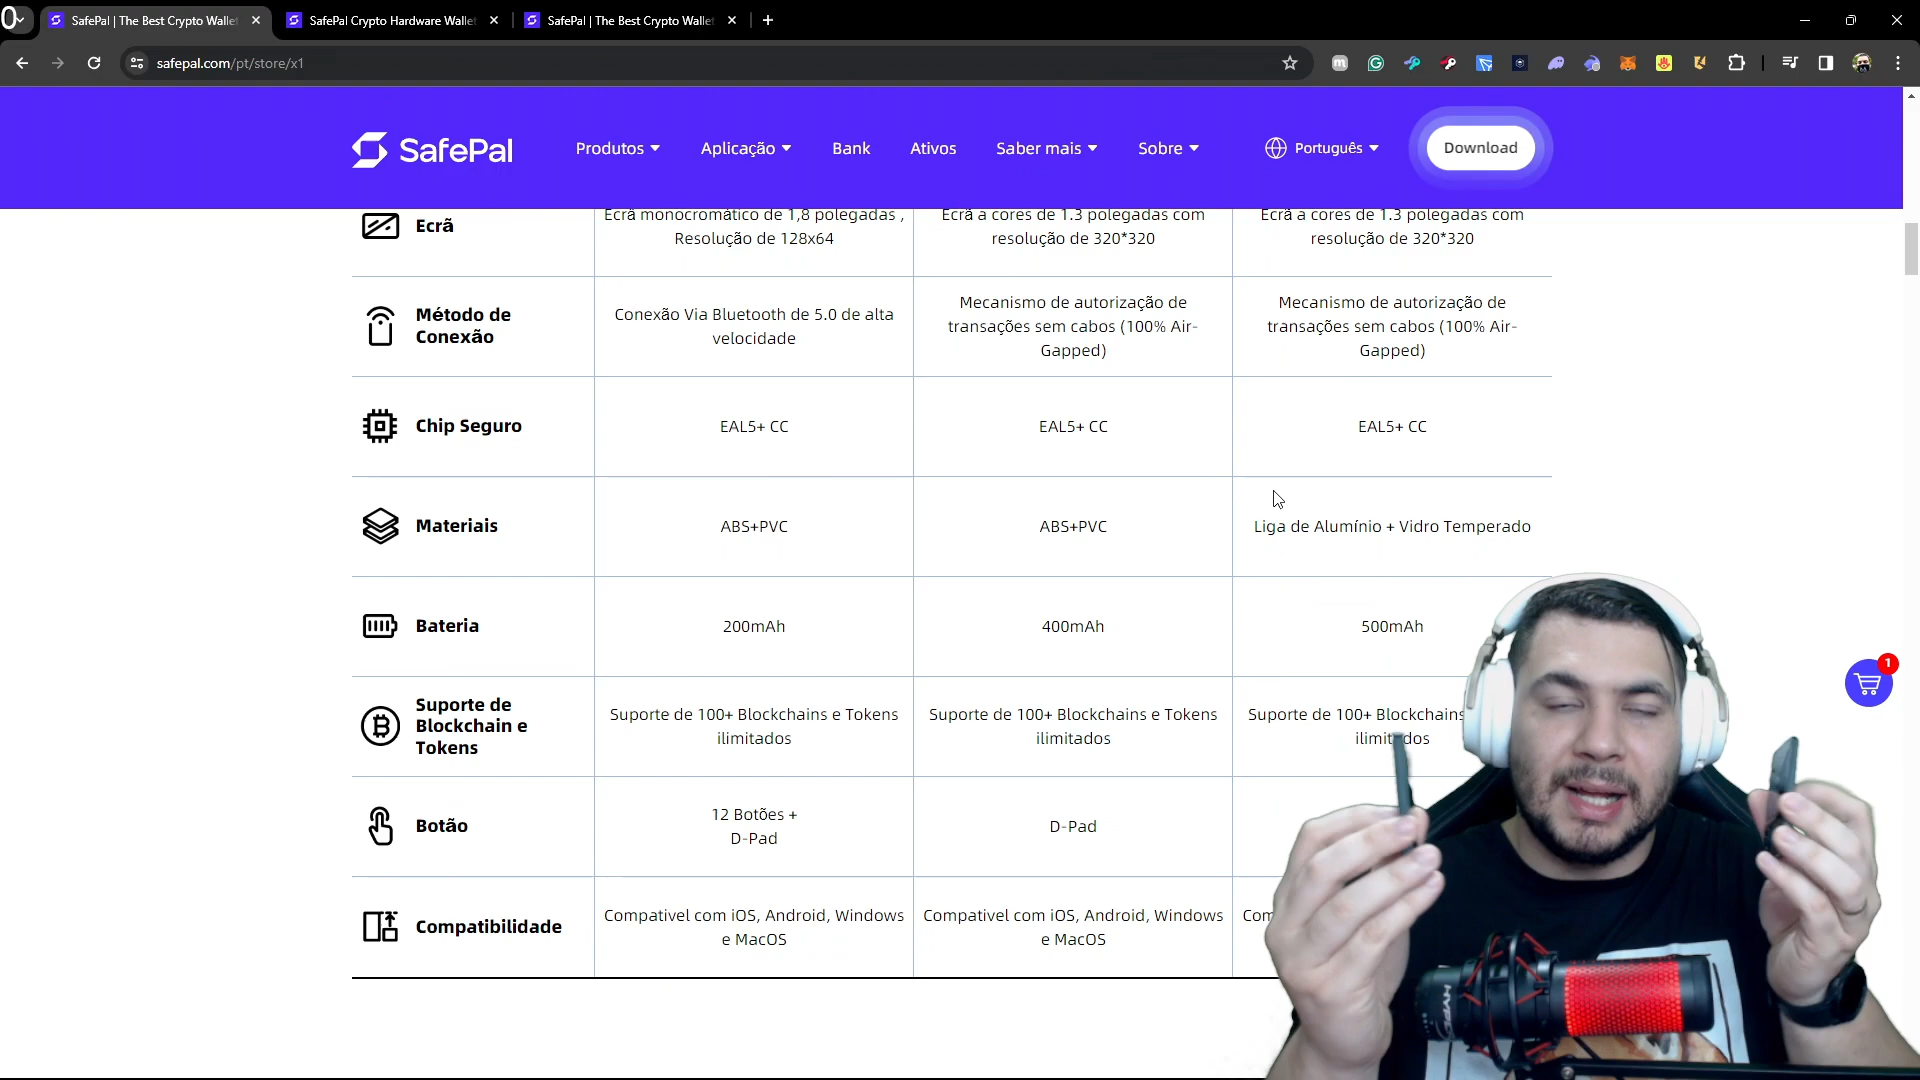 SafePal | The Best Crypto Wallet
SafePal Crypto Hardware Wallet
SafePal | The Best Crypto Wallet
safepal.com/pt/store/x1
SafePal
Produtos
Aplicação
Bank
Ativos
Saber mais
Sobre
Português
Download
Ecrã
Ecrã monocromático de 1,8 polegadas ,
Resolução de 128x64
Ecrã a cores de 1.3 polegadas com
resolução de 320*320
Ecrã a cores de 1.3 polegadas com
resolução de 320*320
Método de
Conexão
Conexão Via Bluetooth de 5.0 de alta
velocidade
Mecanismo de autorização de
transações sem cabos (100% Air-
Gapped)
Mecanismo de autorização de
transações sem cabos (100% Air-
Gapped)
Chip Seguro
EAL5+ CC
EAL5+ CC
EAL5+ CC
Materiais
ABS+PVC
ABS+PVC
Liga de Alumínio + Vidro Temperado
Bateria
200mAh
400mAh
500mAh
1
Suporte de
Blockchain e
Tokens
Suporte de 100+ Blockchains e Tokens
ilimitados
Suporte de 100+ Blockchains e Tokens
ilimitados
Suporte de 100+ Blockchains
ilimitados
Botão
12 Botões +
D-Pad
D-Pad
Compatibilidade
Compativel com iOS, Android, Windows
e MacOS
Compativel com iOS, Android, Windows
e MacOS
Com
HYPE